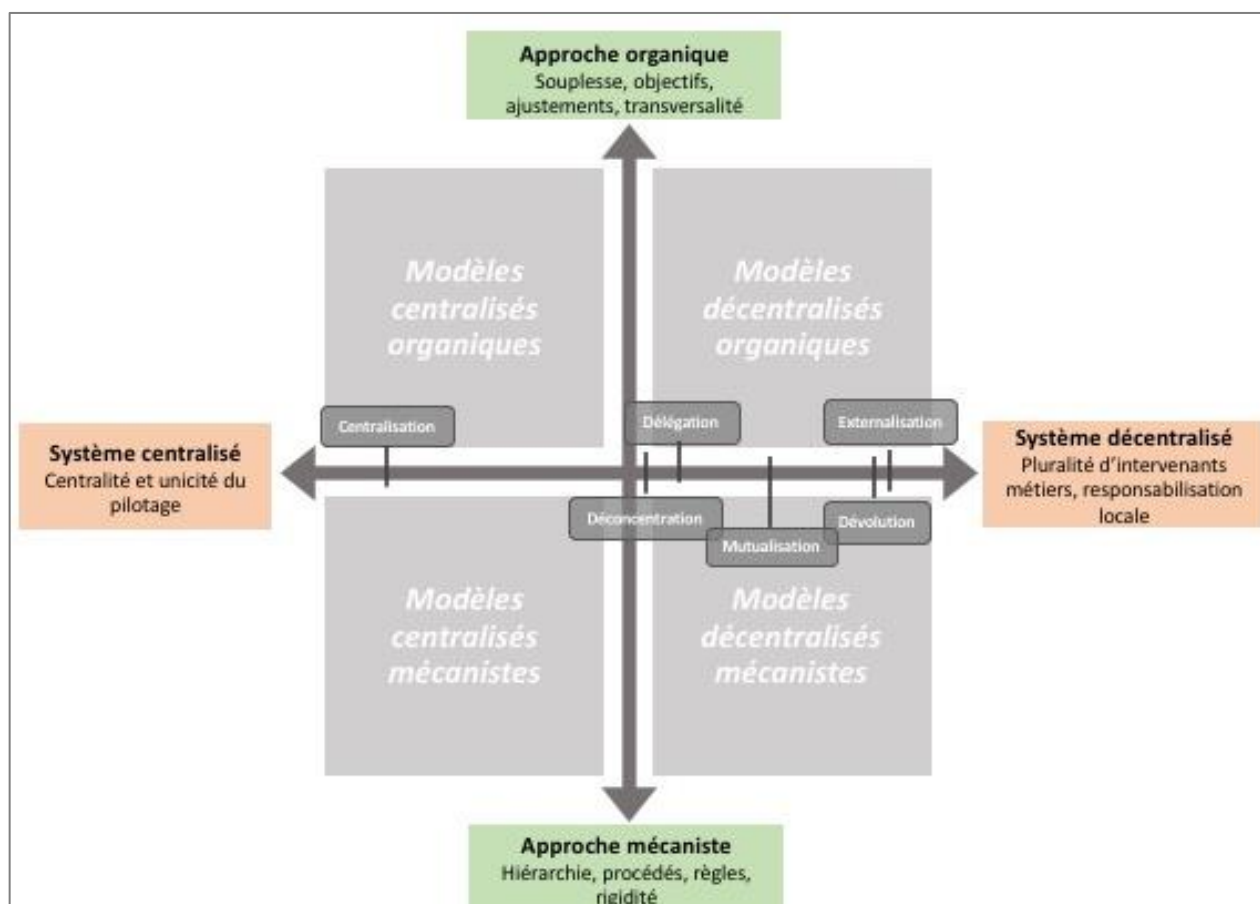 Approche organique
Souplesse, objectifs,
ajustements, transversalité
Modèles
centralisés
organiques
Modèles
décentralisés
organiques
Centralisation
Délégation
Externalisation
Système centralisé
Centralité et unicité du
pilotage
Système décentralisé
Pluralité d'intervenants
métiers, responsabilisation
locale
Déconcentration
Mutualisation
Dévolution
Modèles
centralisés
mécanistes
Modèles
décentralisés
mécanistes
Approche mécaniste
Hiérarchie, procédés, règles,
rigidité